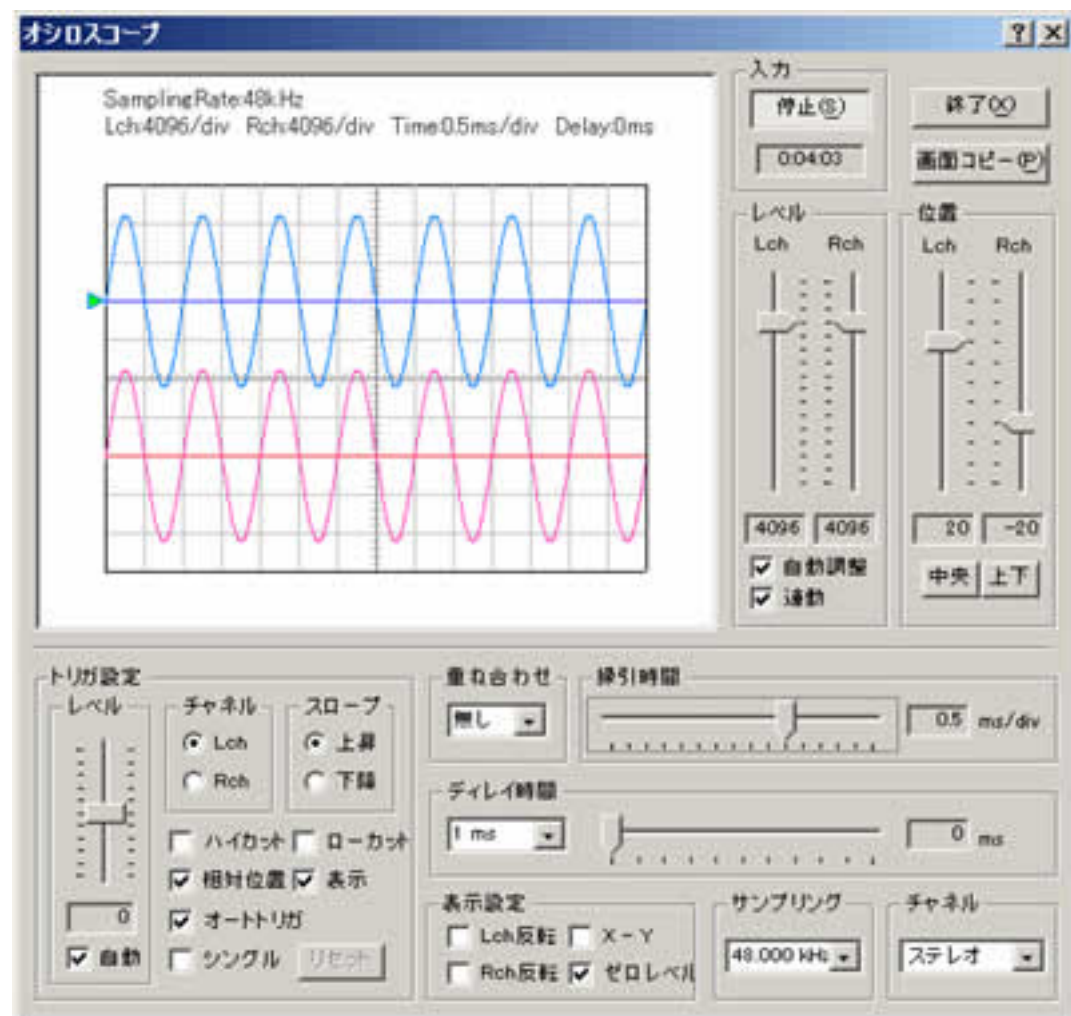 オシロスコープ
SamplingRate:48kHz
Lch:4096/div Rch:4096/div Time:0.5ms/div Delay:0ms
入力
停止(S)
0:04:03
終了(X)
画面コピー(P)
レベル
Lch Rch
4096 4096
自動調整
連動
位置
Lch Rch
20 -20
中央 上下
トリガ設定
レベル
0
自動
チャネル
Lch
Rch
スロープ
上昇
下降
ハイカット ローカット
相対位置 表示
オートトリガ
シングル リセット
重ね合わせ
無し
掃引時間
0.5 ms/div
ディレイ時間
1 ms
0 ms
表示設定
Lch反転 X-Y
Rch反転 ゼロレベル
サンプリング
48.000 kHz
チャネル
ステレオ